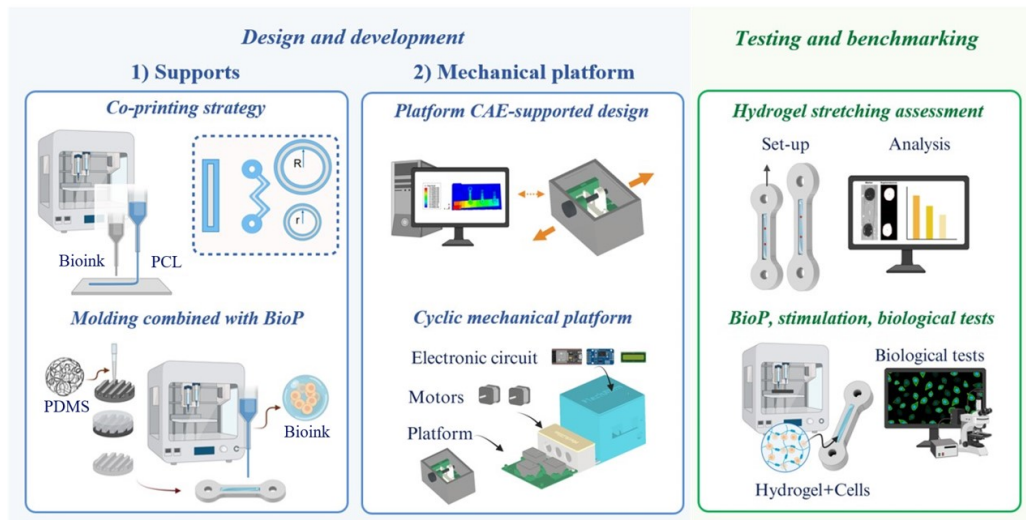 Design and development
1) Supports
Co-printing strategy
R
r
Bioink
PCL
Molding combined with BioP
PDMS
Bioink
2) Mechanical platform
Platform CAE-supported design
Cyclic mechanical platform
Electronic circuit
Motors
Platform
Testing and benchmarking
Hydrogel stretching assessment
Set-up
Analysis
BioP, stimulation, biological tests
Biological tests
Hydrogel+Cells